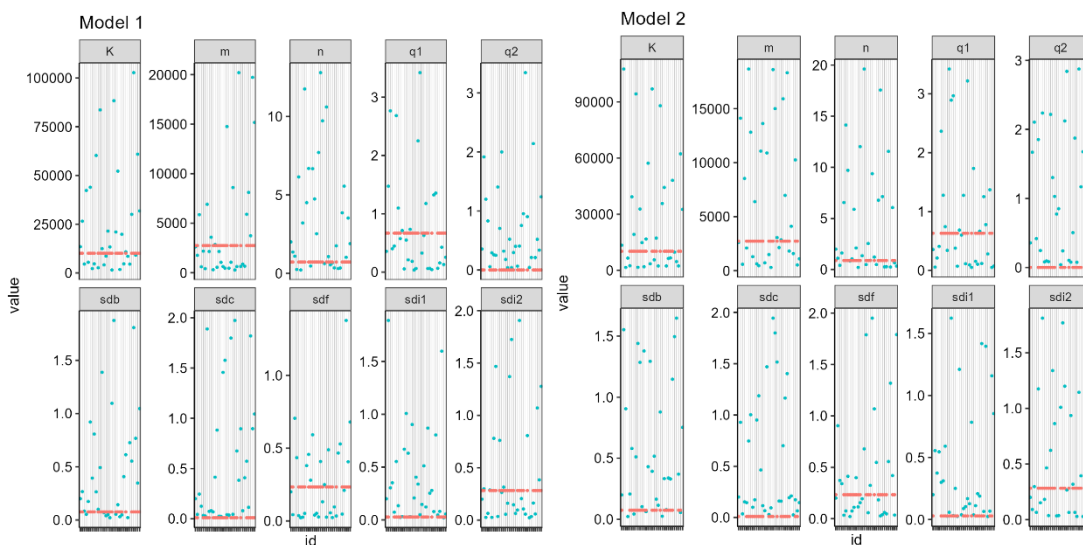 Model 1
K m n q1 q2
100000 75000 50000 25000 0
20000 15000 10000 5000 0
10 5 0
3 2 1 0
3 2 1 0
sdb sdc sdf sdi1 sdi2
1.5 1.0 0.5 0.0
2.0 1.5 1.0 0.5 0.0
1.0 0.5 0.0
1.5 1.0 0.5 0.0
2.0 1.5 1.0 0.5 0.0
value
id
Model 2
K m n q1 q2
90000 60000 30000 0
15000 10000 5000 0
20 15 10 5 0
3 2 1 0
3 2 1 0
sdb sdc sdf sdi1 sdi2
1.5 1.0 0.5 0.0
2.0 1.5 1.0 0.5 0.0
2.0 1.5 1.0 0.5 0.0
1.5 1.0 0.5 0.0
1.5 1.0 0.5 0.0
value
id